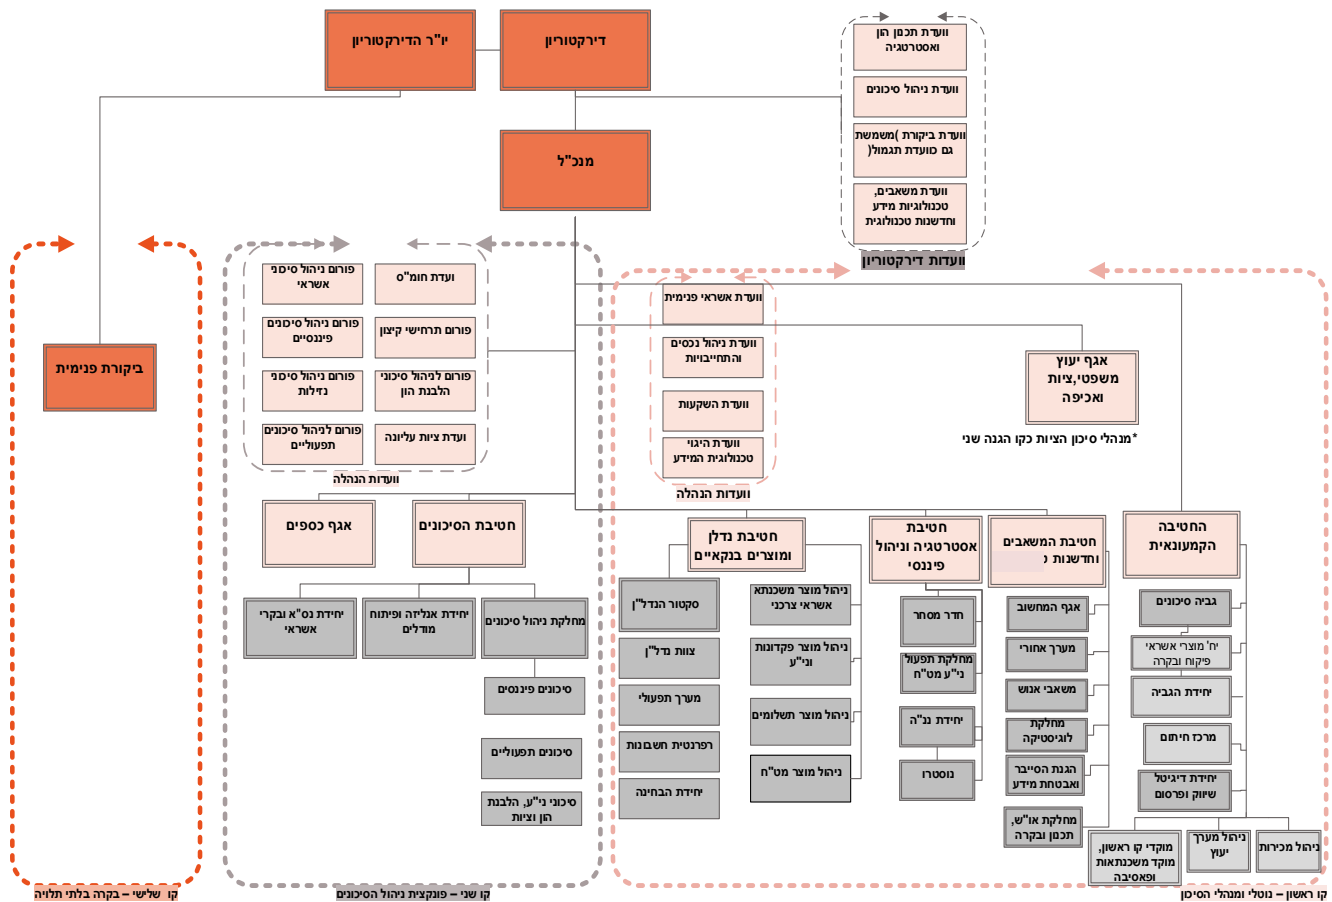 יו"ר הדירקטוריון
דירקטוריון
מנכ"ל
וועדת תכנון הון
ואסטרטגיה
וועדת ניהול סיכונים
וועדת ביקורת )משמשת
גם כוועדת תגמול(
וועדת משאבים,
טכנולוגיות מידע
וחדשנות טכנולוגית
וועדות דירקטוריון
ביקורת פנימית
ועדת חומ"ס
פורום ניהול סיכוני
אשראי
פורום תרחישי קיצון
פורום ניהול סיכונים
פיננסיים
פורום לניהול סיכוני
הלבנת הון
פורום ניהול סיכוני
נזילות
ועדת ציות עליונה
פורום לניהול סיכונים
תפעוליים
וועדות הנהלה
וועדת אשראי פנימית
וועדת ניהול נכסים
והתחייבויות
וועדת השקעות
וועדת היגוי
טכנולוגית המידע
וועדות הנהלה
אגף יעוץ
משפטי,ציות
ואכיפה
*מנהלי סיכון הציות כקו הגנה שני
החטיבה
הקמעונאית
גביה סיכונים
יח' מוצרי אשראי
פיקוח ובקרה
יחידת הגביה
מרכז חיתום
יחידת דיגיטל
שיווק ופרסום
ניהול מכירות
ניהול מערך
יעוץ
מוקדי קו ראשון,
מוקד משכנתאות
ופאסיבה
חטיבת המשאבים
וחדשנות
אגף המחשוב
מערך אחורי
משאבי אנוש
מחלקת
לוגיסטיקה
הגנת הסייבר
ואבטחת מידע
מחלקת או"ש,
תכנון ובקרה
חטיבת
אסטרטגיה וניהול
פיננסי
חדר מסחר
מחלקת תפעול
ני"ע מט"ח
יחידת ננ"ה
נוסטרו
חטיבת נדלן
ומוצרים בנקאיים
ניהול מוצר משכנתא
אשראי צרכני
ניהול מוצר פקדונות
וני"ע
ניהול מוצר תשלומים
ניהול מוצר מט"ח
סקטור הנדל"ן
צוות נדל"ן
מערך תפעולי
רפרנטית חשבונות
יחידת הבחינה
חטיבת הסיכונים
אגף כספים
מחלקת ניהול סיכונים
יחידת אנליזה ופיתוח
מודלים
יחידת נס"א ובקרי
אשראי
סיכונים פיננסים
סיכונים תפעוליים
סיכוני ני"ע, הלבנת
הון וציות
קו ראשון – נוטלי ומנהלי הסיכון
קו שני – פונקצית ניהול הסיכונים
קו שלישי – בקרה בלתי תלויה